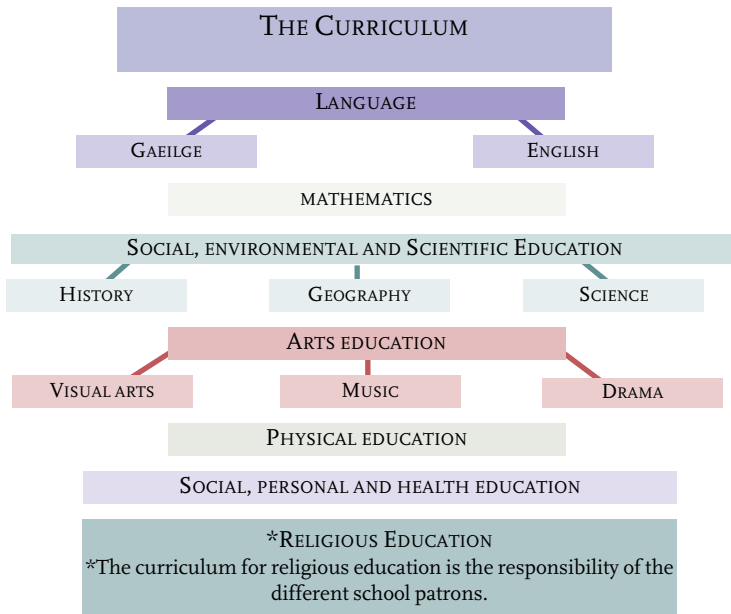 The Curriculum
Language
Gaeilge English
mathematics
Social, environmental and Scientific Education
History Geography Science
Arts education
Visual arts Music Drama
Physical education
Social, personal and health education
*Religious Education
*The curriculum for religious education is the responsibility of the
different school patrons.